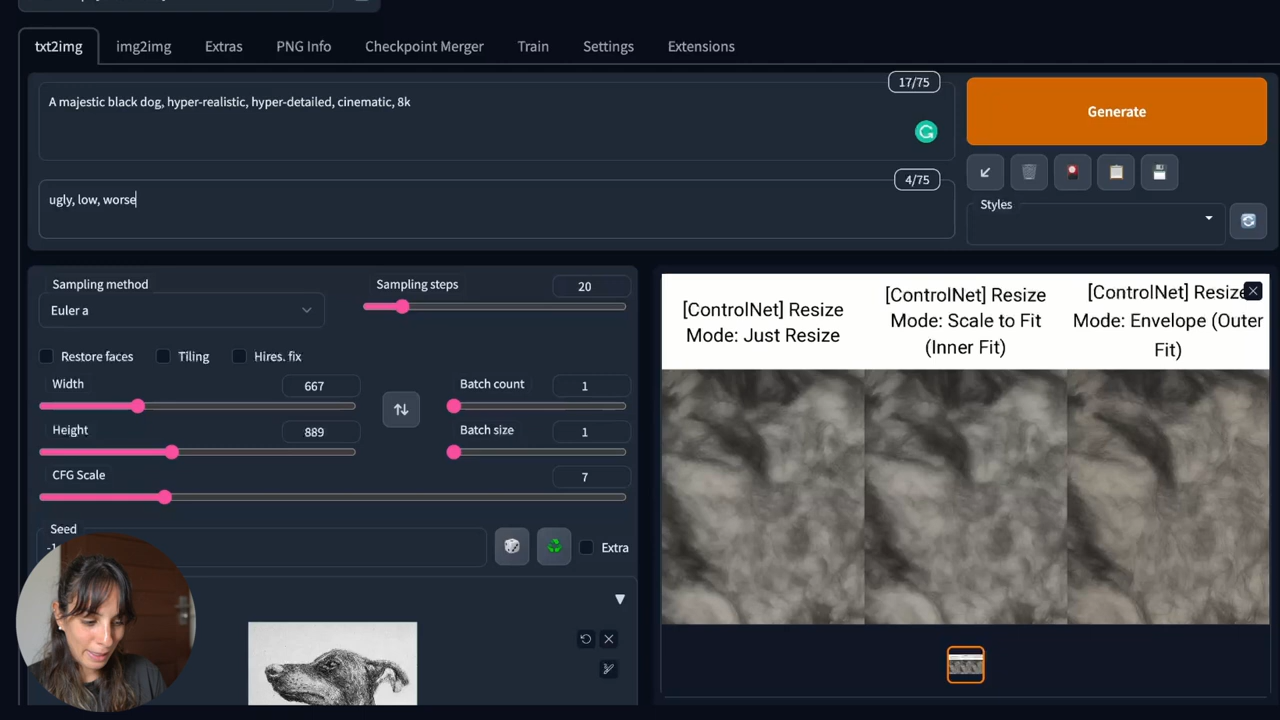 txt2img
img2img
Extras
PNG Info
Checkpoint Merger
Train
Settings
Extensions
17/75
A majestic black dog, hyper-realistic, hyper-detailed, cinematic, 8k
4/75
ugly, low, worse
Generate
Styles
Sampling method
Euler a
Sampling steps
20
Restore faces
Tiling
Hires. fix
Width
667
Height
889
Batch count
1
Batch size
1
CFG Scale
7
Seed
Extra
[ControlNet] Resize
Mode: Just Resize
[ControlNet] Resize
Mode: Scale to Fit
(Inner Fit)
[ControlNet] Resize
Mode: Envelope (Outer
Fit)